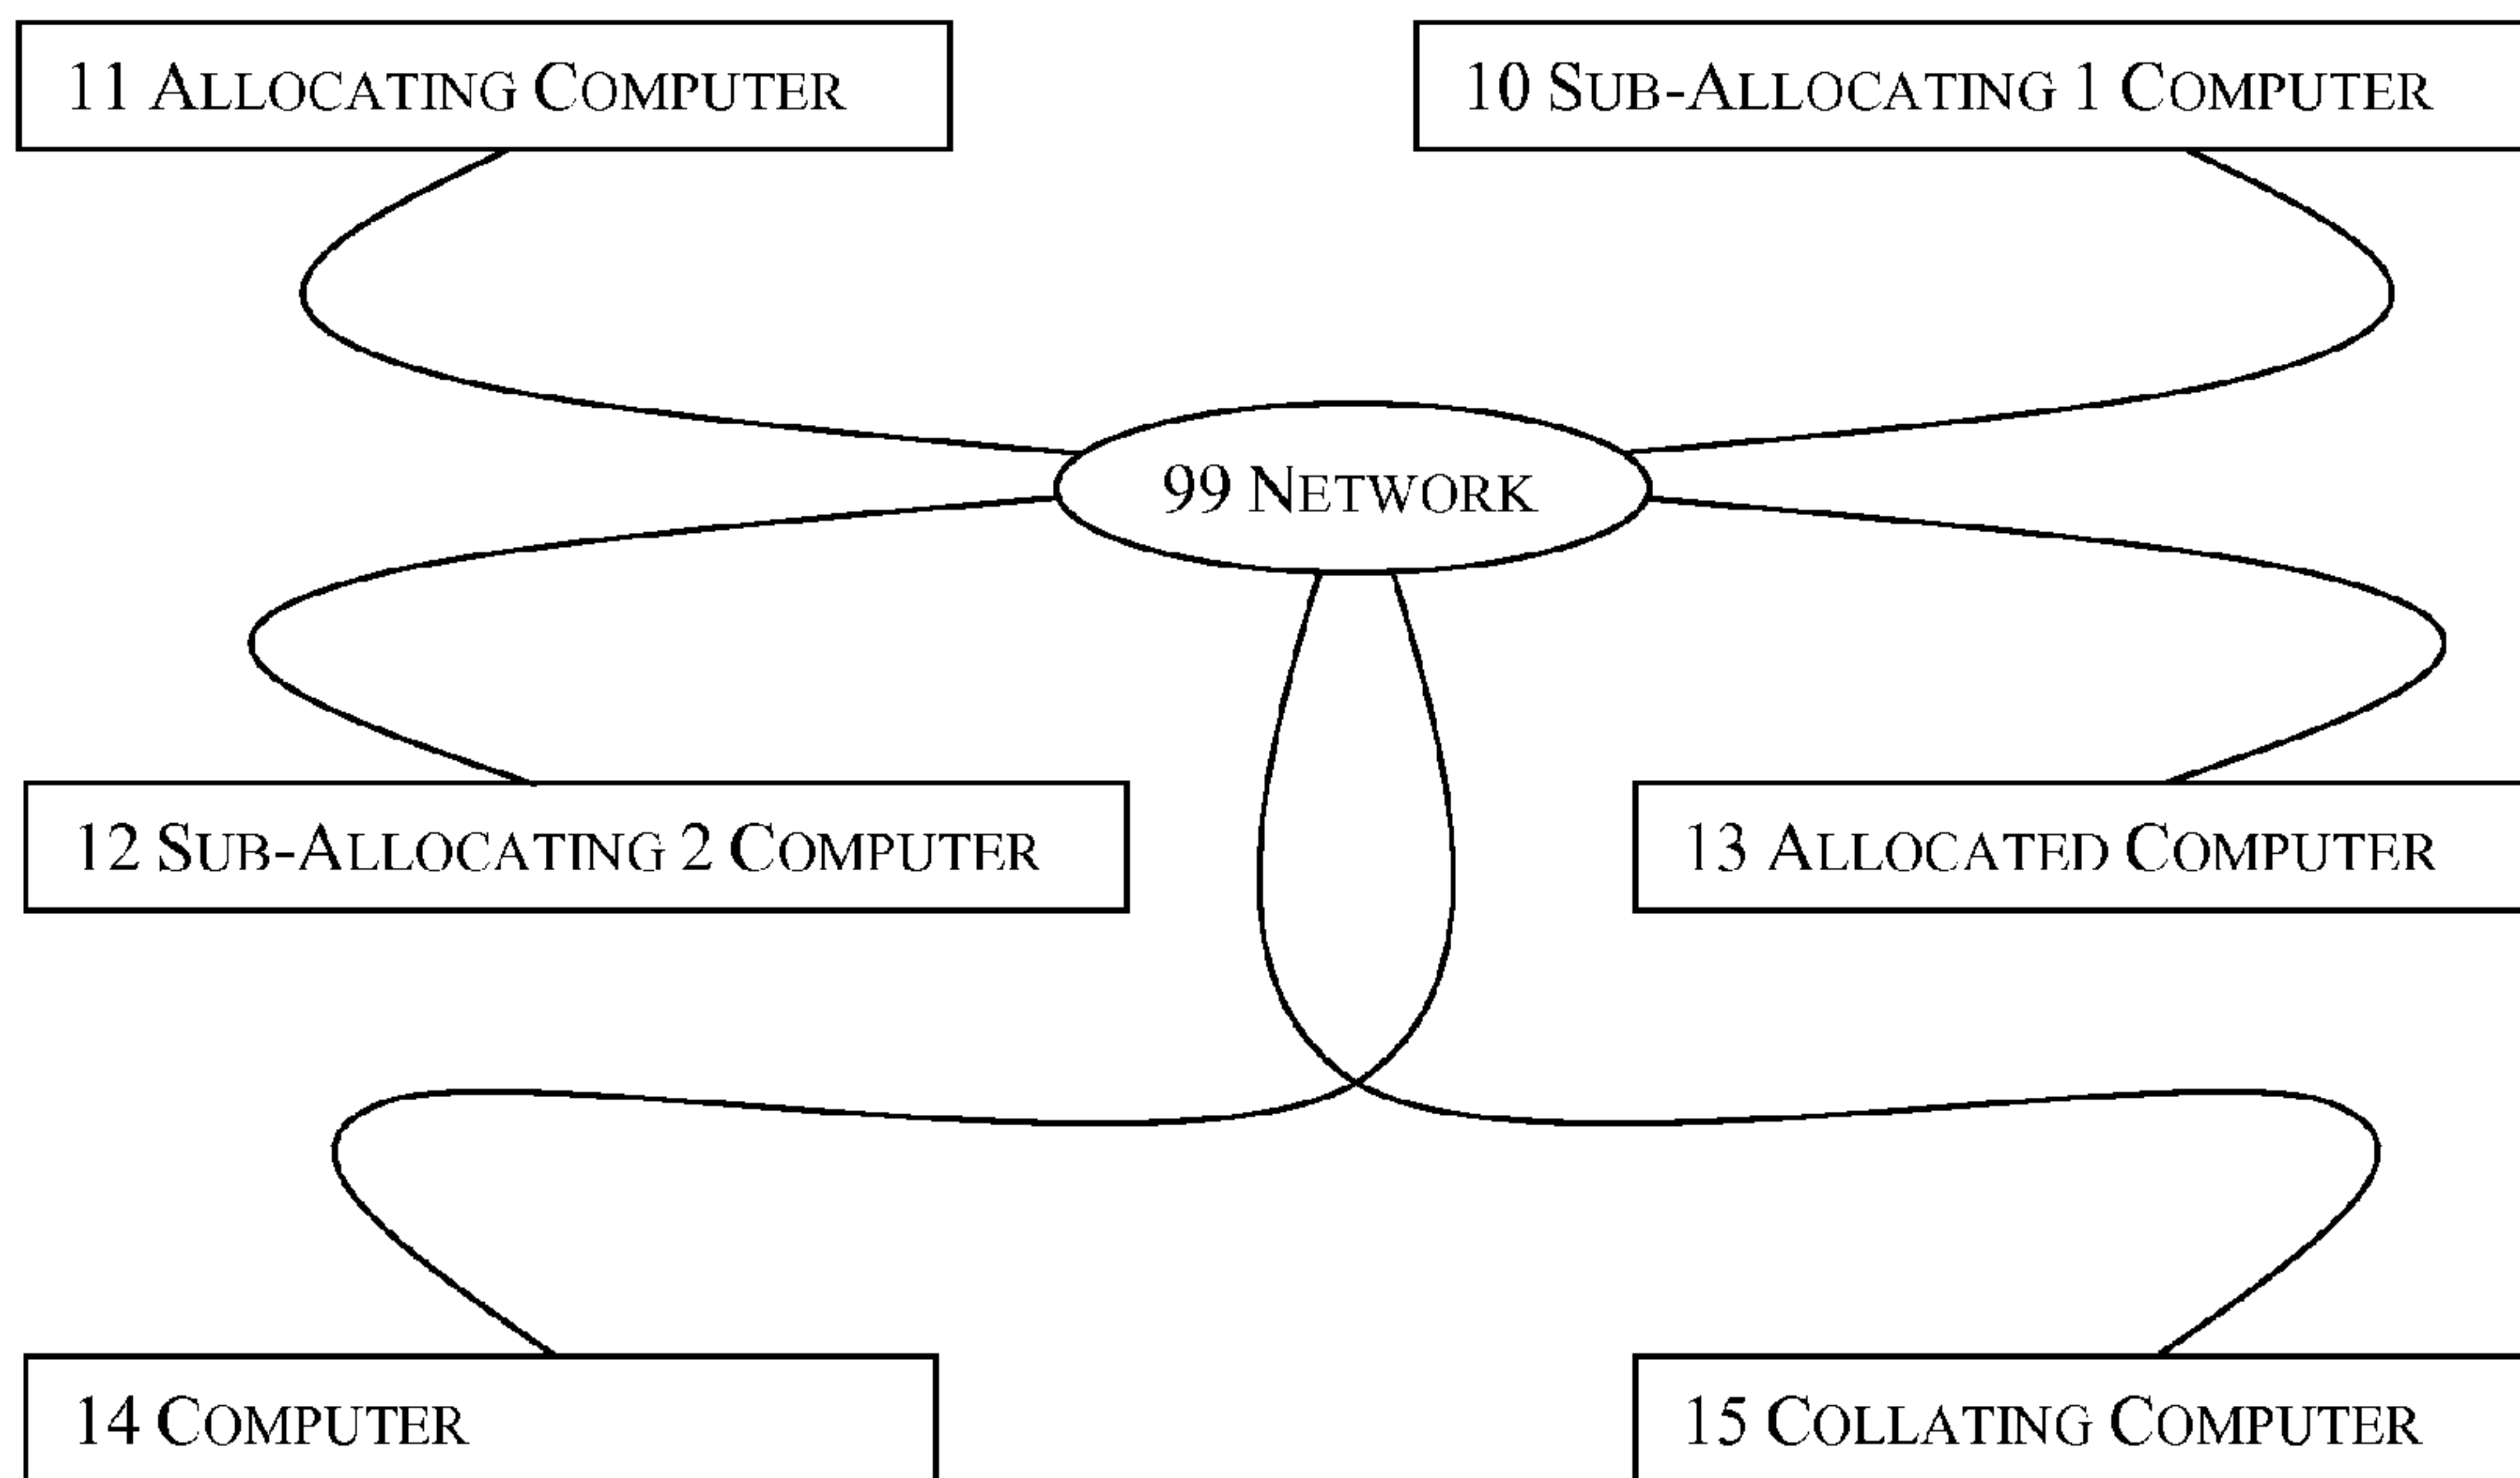 11 ALLOCATING COMPUTER
10 SUB-ALLOCATING 1 COMPUTER
99 NETWORK
12 SUB-ALLOCATING 2 COMPUTER
13 ALLOCATED COMPUTER
14 COMPUTER
15 COLLATING COMPUTER